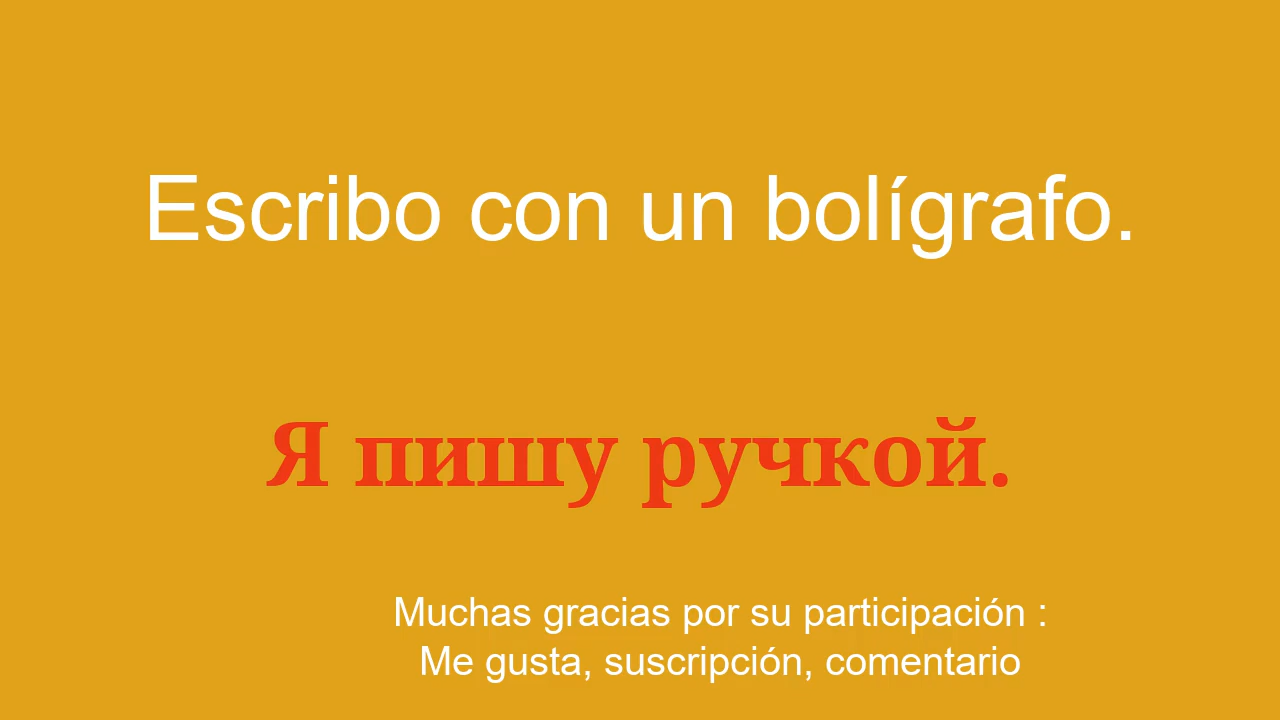 Escribo con un bolígrafo.
Я пишу ручкой.
Muchas gracias por su participación :
Me gusta, suscripción, comentario